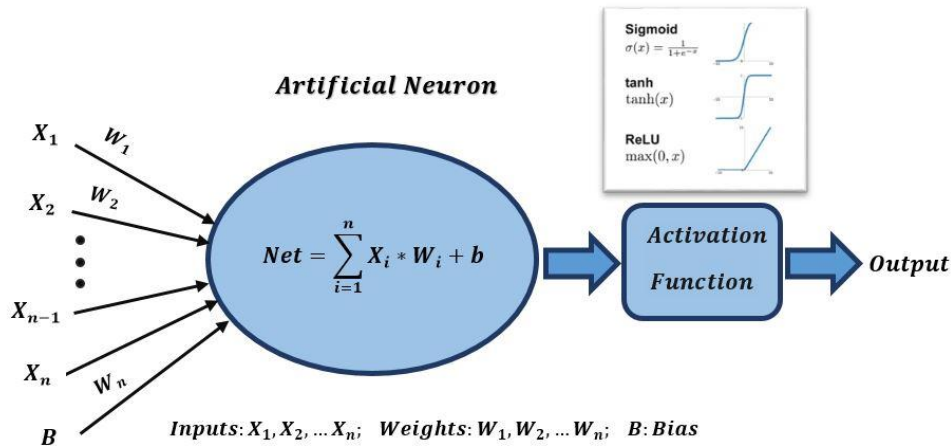 Sigmoid
σ(x) = 1/(1+e^−x)
tanh
tanh(x)
ReLU
max(0, x)
Artificial Neuron
X₁
W₁
X₂
W₂
Xₙ₋₁
Xₙ
Wₙ
B
Net = ∑ⁿᵢ₌₁ Xᵢ * Wᵢ + b
Activation
Function
Output
Inputs: X₁, X₂, … Xₙ; Weights: W₁, W₂, … Wₙ; B: Bias